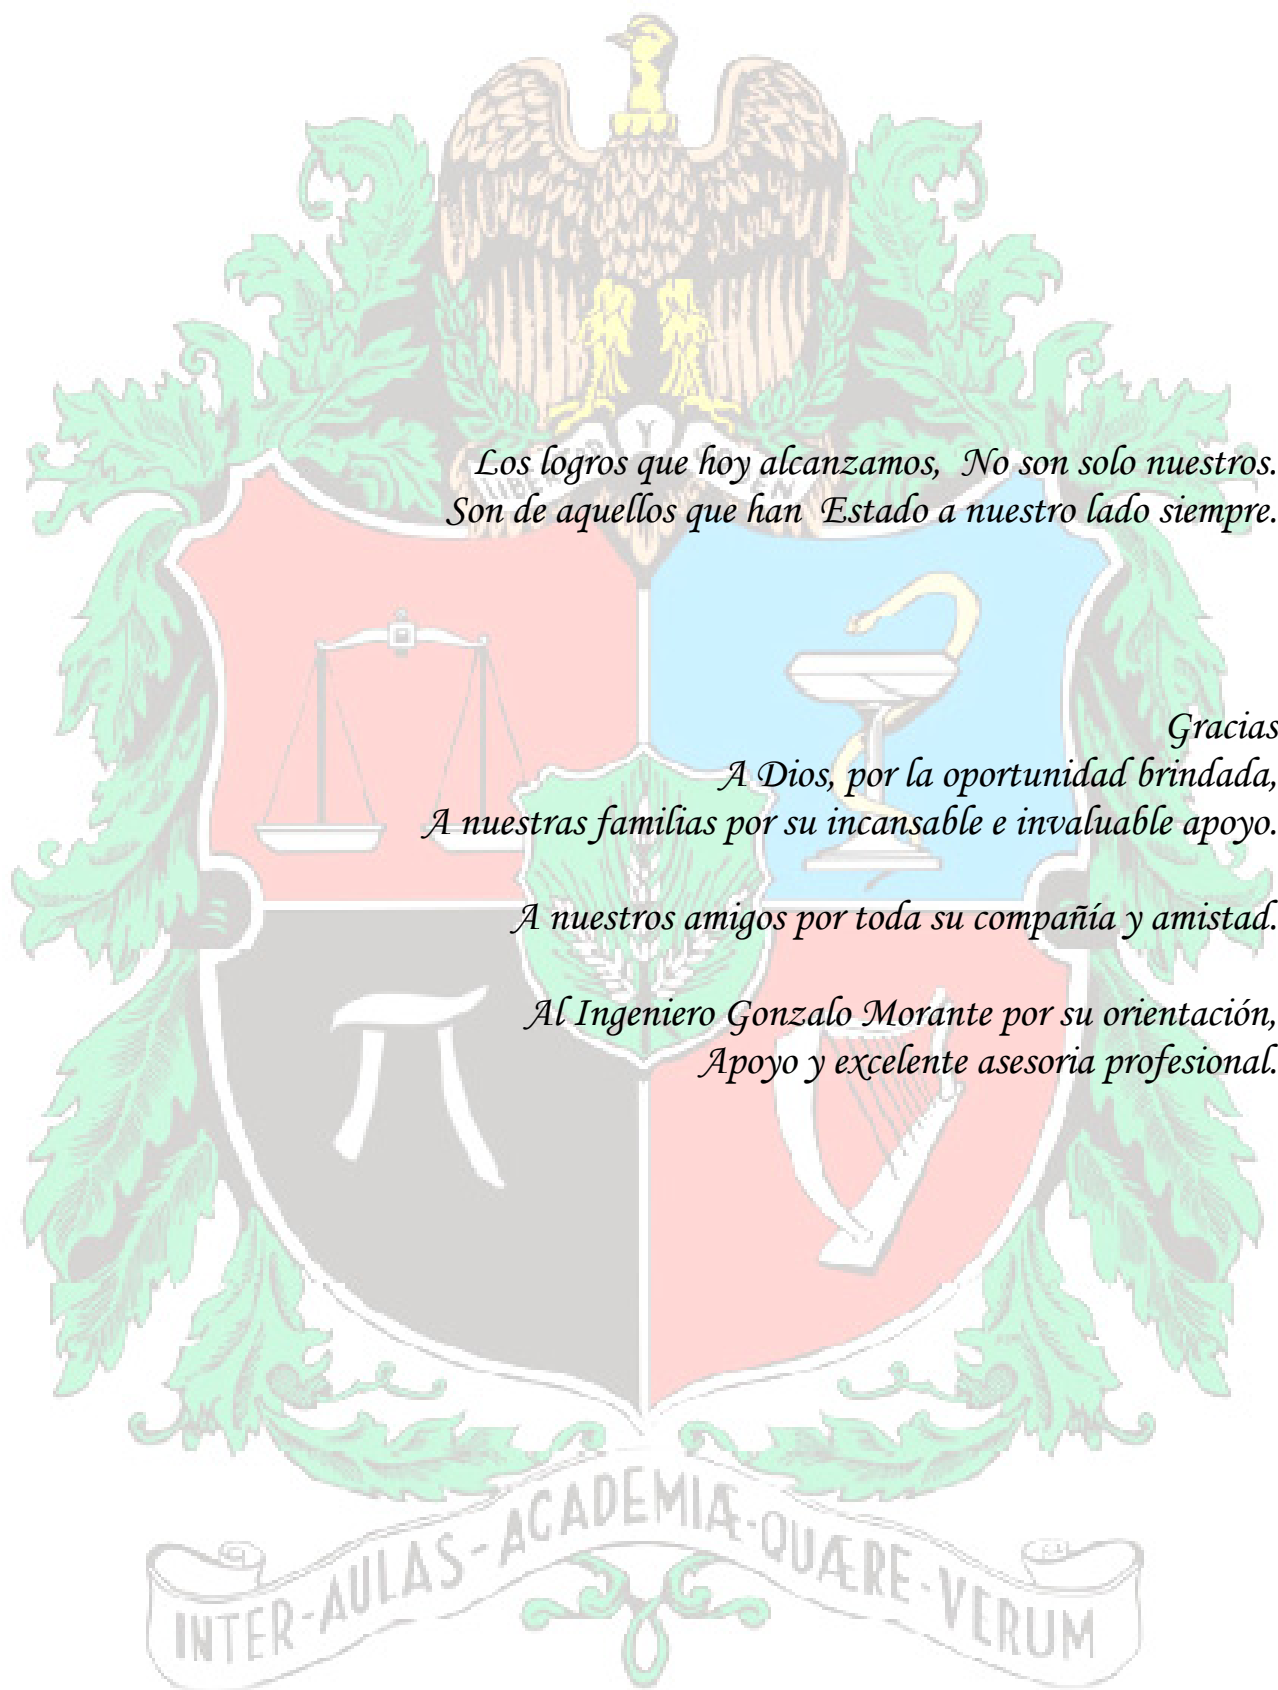 Los logros que hoy alcanzamos, No son solo nuestros.
Son de aquellos que han Estado a nuestro lado siempre.
Gracias
A Dios, por la oportunidad brindada,
A nuestras familias por su incansable e invaluable apoyo.
A nuestros amigos por toda su compañía y amistad.
Al Ingeniero Gonzalo Morante por su orientación,
Apoyo y excelente asesoria profesional.
INTER-AULAS-ACADEMIÆ-QUÆRE-VERUM